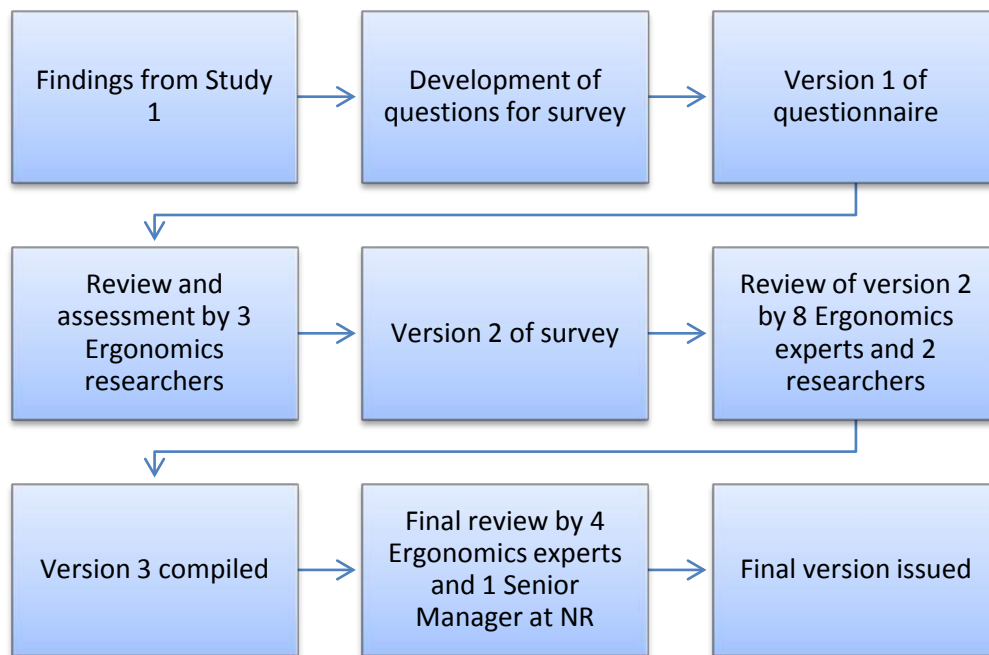 Findings from Study
1
Development of
questions for survey
Version 1 of
questionnaire
Review and
assessment by 3
Ergonomics
researchers
Version 2 of survey
Review of version 2
by 8 Ergonomics
experts and 2
researchers
Version 3 compiled
Final review by 4
Ergonomics experts
and 1 Senior
Manager at NR
Final version issued